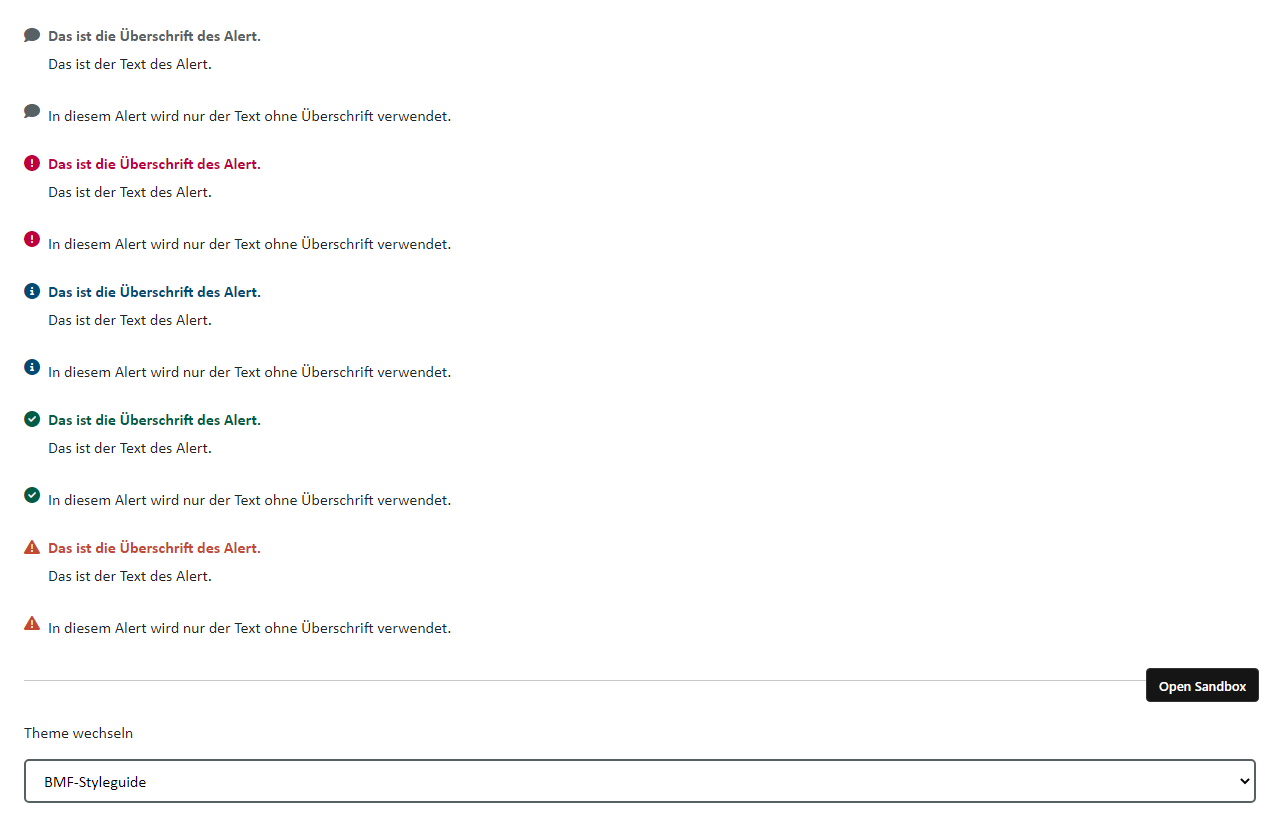 Das ist die Überschrift des Alert.
Das ist der Text des Alert.
In diesem Alert wird nur der Text ohne Überschrift verwendet.
Das ist die Überschrift des Alert.
Das ist der Text des Alert.
In diesem Alert wird nur der Text ohne Überschrift verwendet.
Das ist die Überschrift des Alert.
Das ist der Text des Alert.
In diesem Alert wird nur der Text ohne Überschrift verwendet.
Das ist die Überschrift des Alert.
Das ist der Text des Alert.
In diesem Alert wird nur der Text ohne Überschrift verwendet.
Das ist die Überschrift des Alert.
Das ist der Text des Alert.
In diesem Alert wird nur der Text ohne Überschrift verwendet.
Open Sandbox
Theme wechseln
BMF-Styleguide